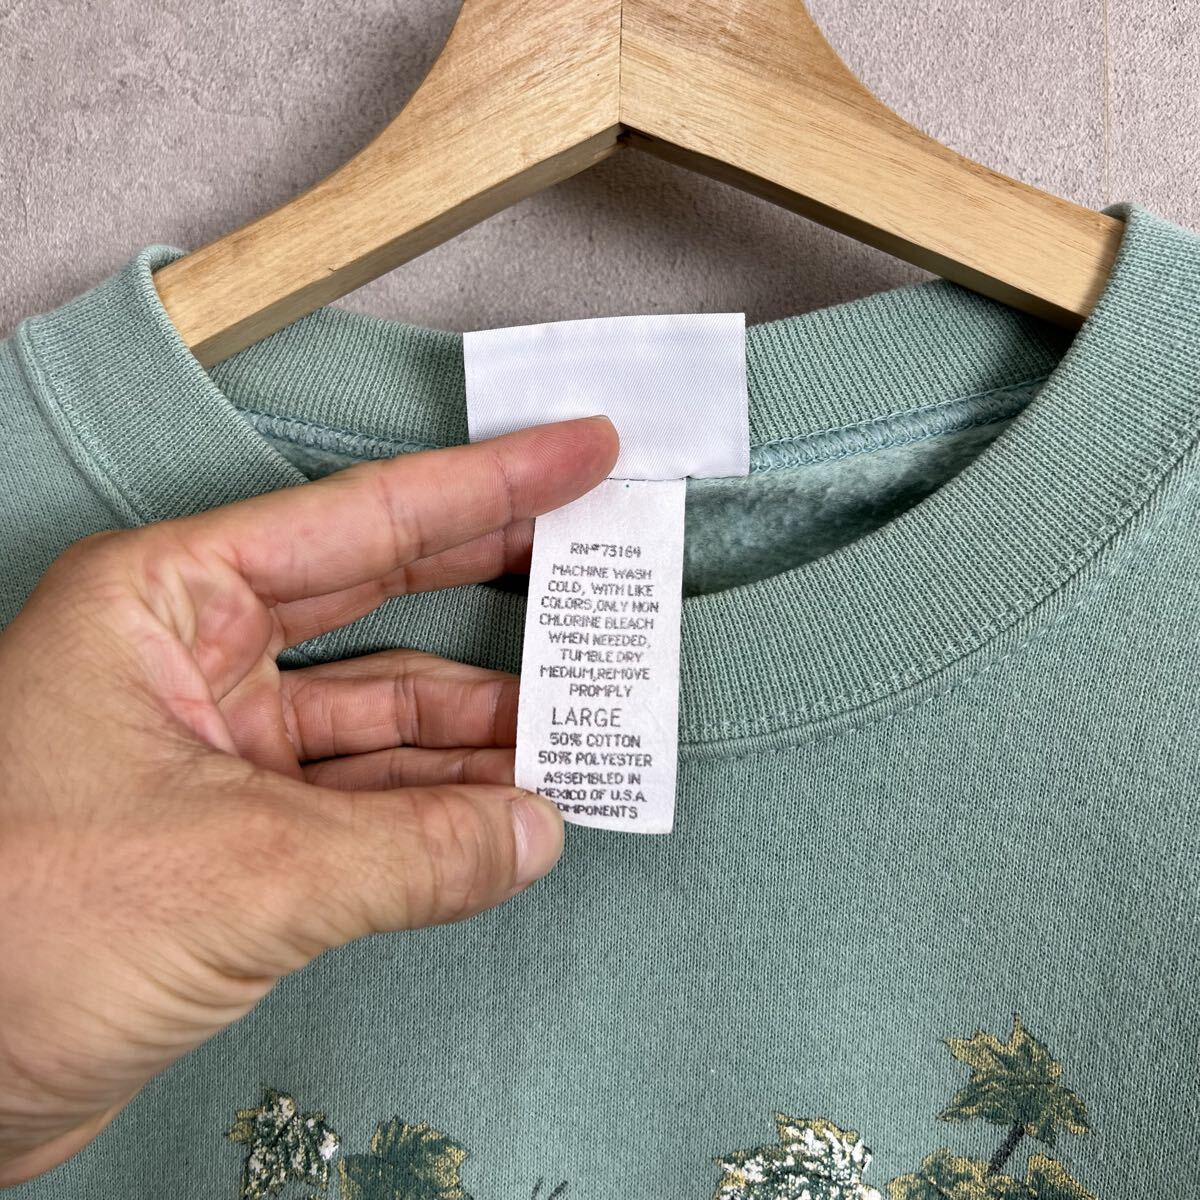 RN#73164
MACHINE WASH
COLD, WITH LIKE
COLORS,ONLY NON
CHLORINE BLEACH
WHEN NEEEDED,
TUMBLE DRY
MEDIUM,REMOVE
PROMPLY
LARGE
50% COTTON
50% POLYESTER
ASSEMBLED IN
MEXICO OF U.S.A.
COMPONENTS